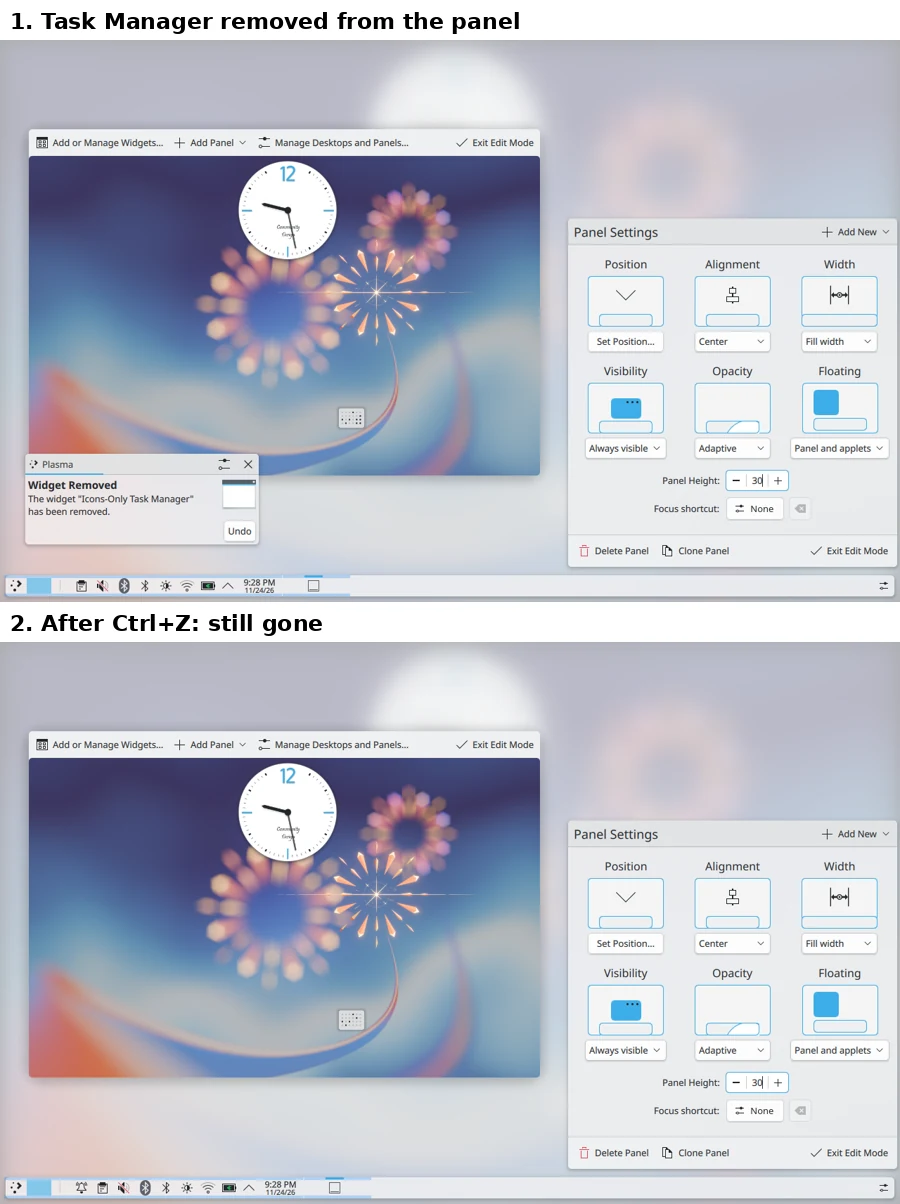 1. Task Manager removed from the panel
Add or Manage Widgets... Add Panel Manage Desktops and Panels... Exit Edit Mode
12
Panel Settings Add New
Position Alignment Width
Set Position... Center Fill width
Visibility Opacity Floating
Always visible Adaptive Panel and applets
Plasma
Widget Removed
The widget "Icons-Only Task Manager"
has been removed.
Undo
Panel Height: 30
Focus shortcut: None
Delete Panel Clone Panel Exit Edit Mode
9:28 PM
11/24/26
2. After Ctrl+Z: still gone
Add or Manage Widgets... Add Panel Manage Desktops and Panels... Exit Edit Mode
12
Panel Settings Add New
Position Alignment Width
Set Position... Center Fill width
Visibility Opacity Floating
Always visible Adaptive Panel and applets
Panel Height: 30
Focus shortcut: None
Delete Panel Clone Panel Exit Edit Mode
9:28 PM
11/24/26